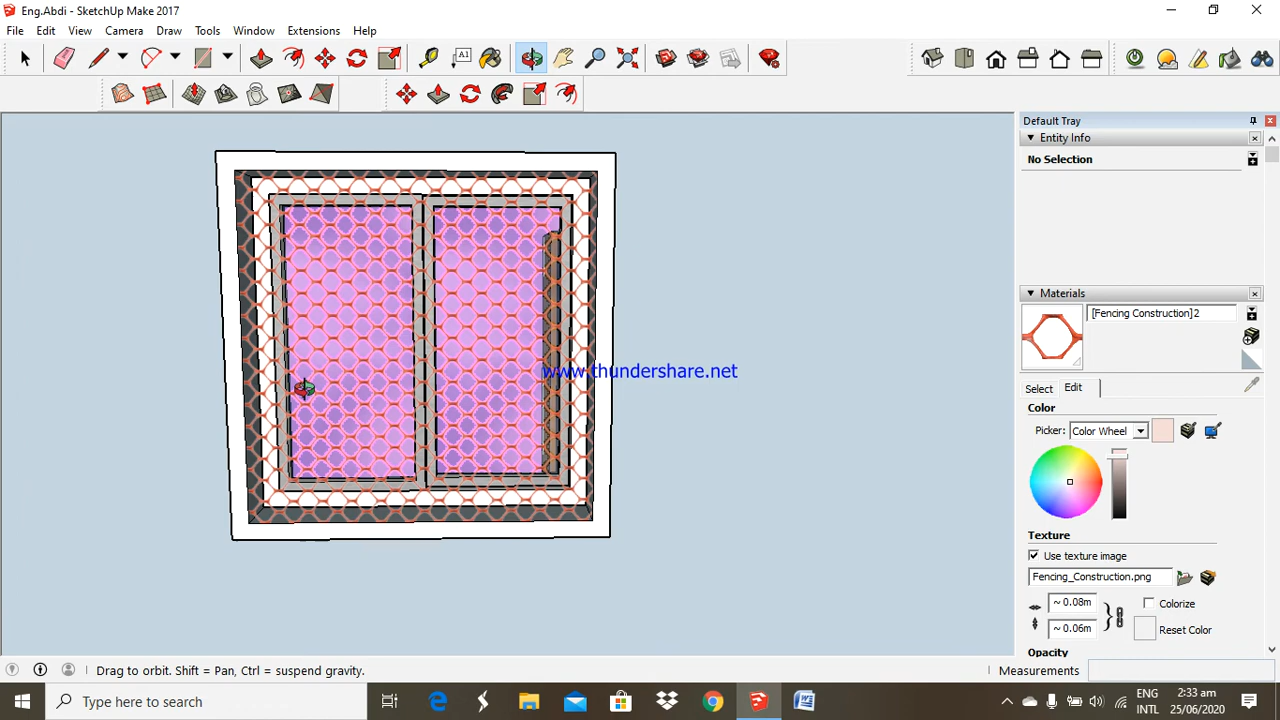 Eng.Abdi - SketchUp Make 2017
File Edit View Camera Draw Tools Window Extensions Help
A1
Default Tray
Entity Info
No Selection
Materials
[Fencing Construction]2
Select Edit
Color
Picker: Color Wheel
Texture
Use texture image
Fencing_Construction.png
~ 0.08m Colorize
~ 0.06m Reset Color
Opacity
www.thundershare.net
Drag to orbit. Shift = Pan, Ctrl = suspend gravity.
Measurements
Type here to search
ENG 2:33 am
INTL 25/06/2020